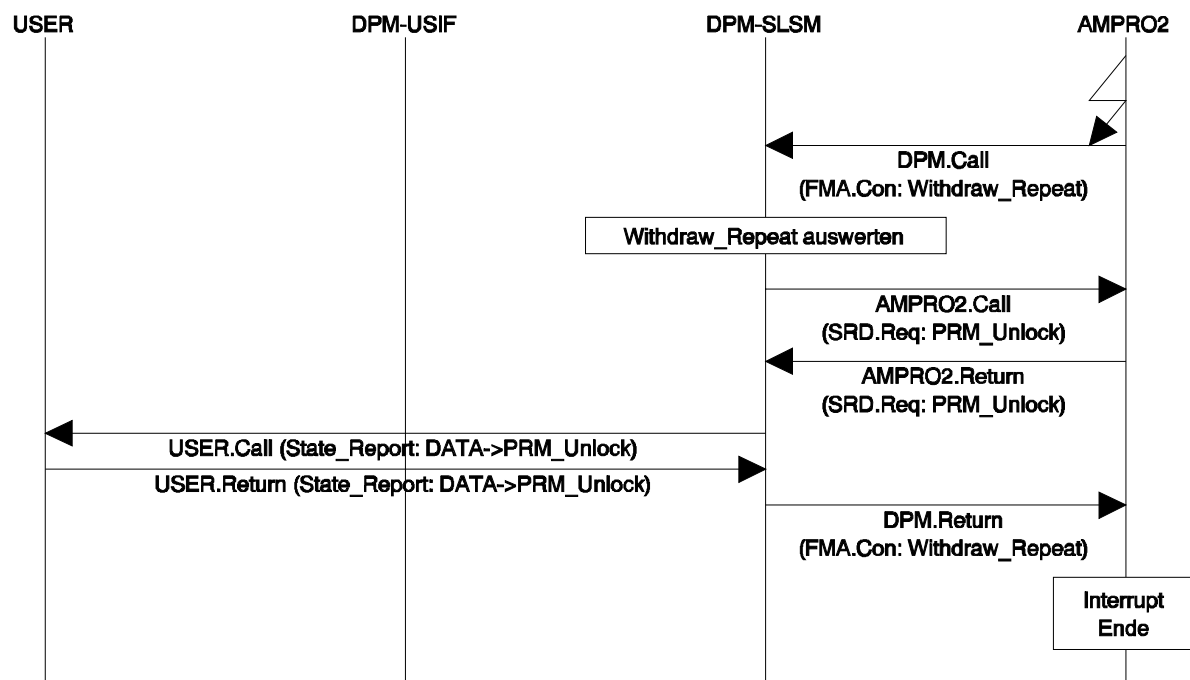 USER DPM-USIF DPM-SLSM AMPRO2
DPM.Call
(FMA.Con: Withdraw_Repeat)
Withdraw_Repeat auswerten
AMPRO2.Call
(SRD.Req: PRM_Unlock)
AMPRO2.Return
(SRD.Req: PRM_Unlock)
USER.Call (State_Report: DATA->PRM_Unlock)
USER.Return (State_Report: DATA->PRM_Unlock)
DPM.Return
(FMA.Con: Withdraw_Repeat)
Interrupt
Ende